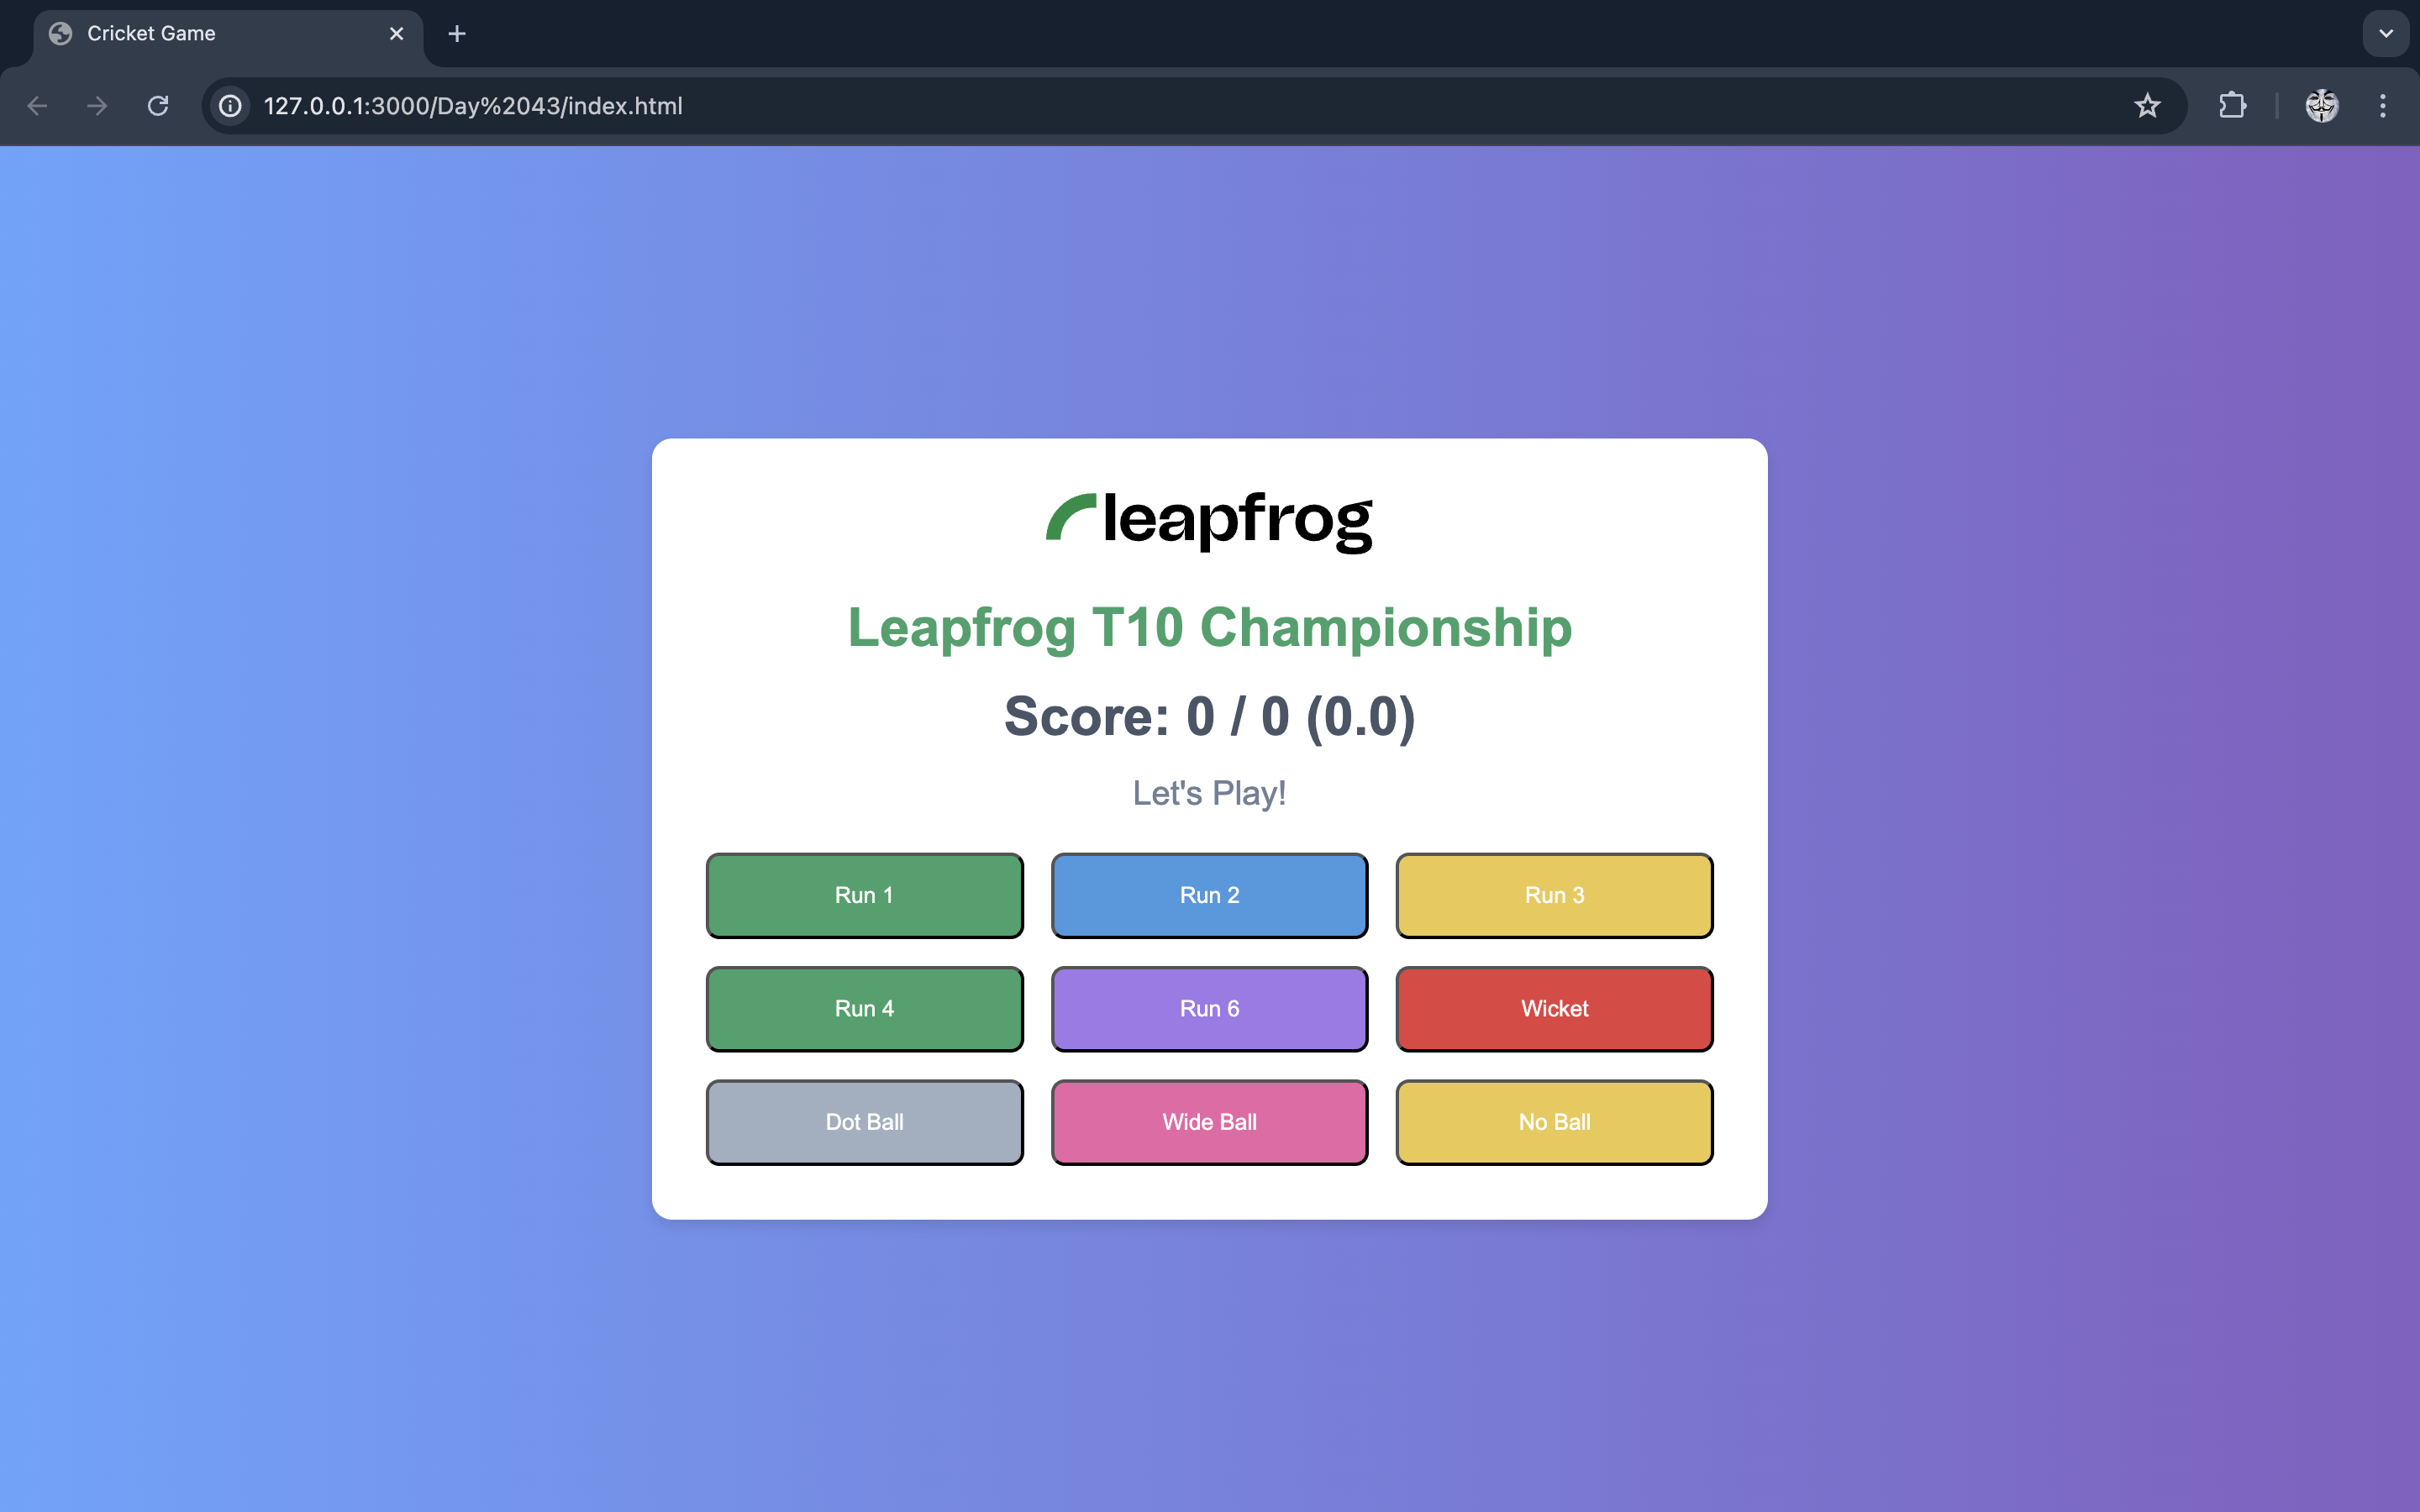 Cricket Game
127.0.0.1:3000/Day%2043/index.html
leapfrog
Leapfrog T10 Championship
Score: 0 / 0 (0.0)
Let's Play!
Run 1 Run 2 Run 3
Run 4 Run 6 Wicket
Dot Ball Wide Ball No Ball